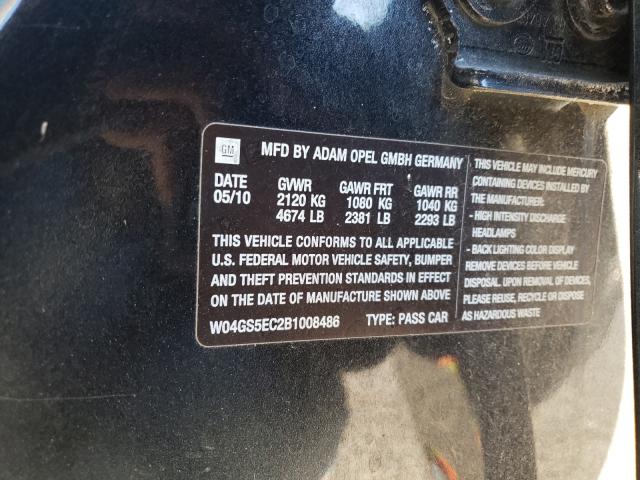 GM
MFD BY ADAM OPEL GMBH GERMANY
DATE GVWR GAWR FRT GAWR RR
05/10 2120 KG 1080 KG 1040 KG
4674 LB 2381 LB 2293 LB
THIS VEHICLE CONFORMS TO ALL APPLICABLE
U.S. FEDERAL MOTOR VEHICLE SAFETY, BUMPER
AND THEFT PREVENTION STANDARDS IN EFFECT
ON THE DATE OF MANUFACTURE SHOWN ABOVE
W04GS5EC2B1008486 TYPE: PASS CAR
THIS VEHICLE MAY INCLUDE MERCURY
CONTAINING DEVICES INSTALLED BY
THE MANUFACTURER:
- HIGH INTENSITY DISCHARGE
HEADLAMPS
- BACK LIGHTING COLOR DISPLAY
REMOVE DEVICES BEFORE VEHICLE
DISPOSAL. UPON REMOVAL OF DEVICES,
PLEASE REUSE, RECYCLE OR DISPOSE
AS HAZARDOUS WASTE